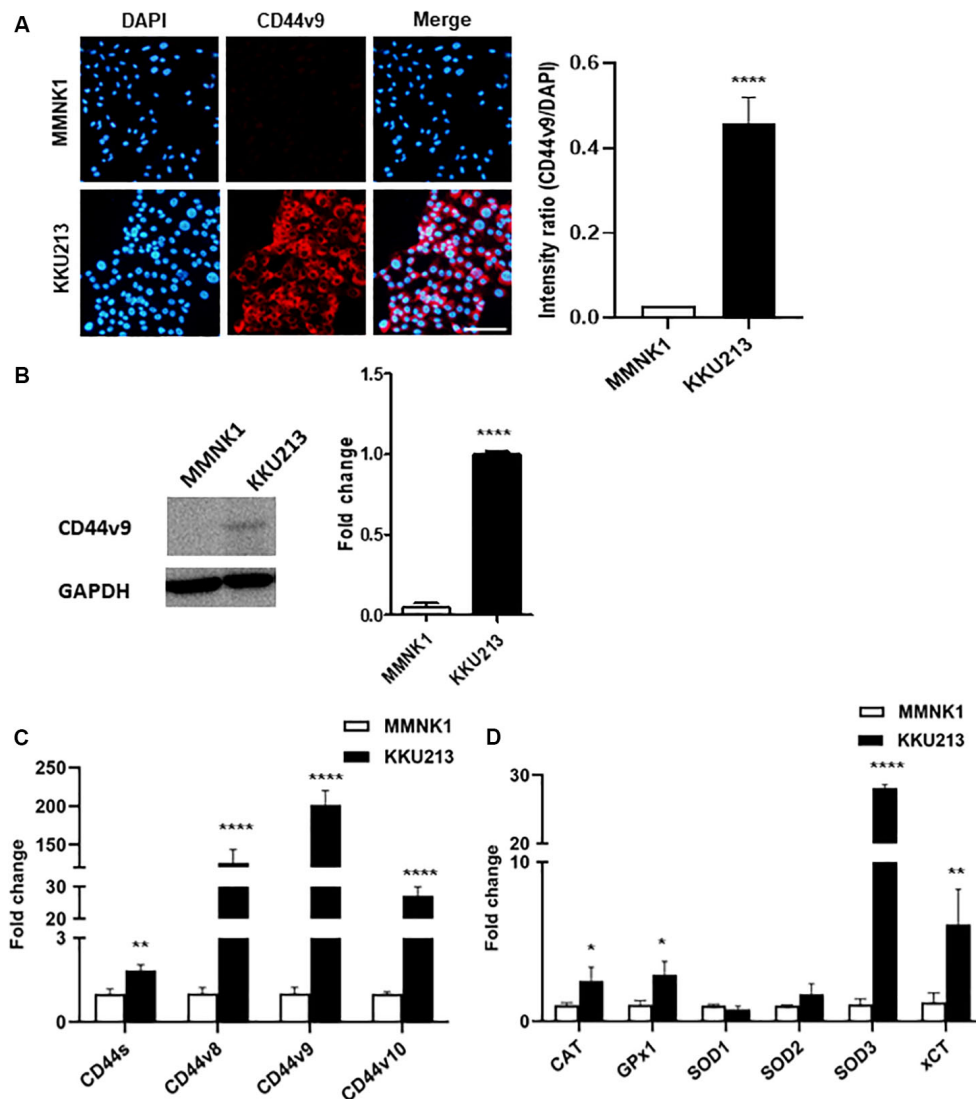 A
DAPI
CD44v9
Merge
MMNK1
KKU213
Intensity ratio (CD44v9/DAPI)
0.6
0.4
0.2
0.0
****
MMNK1
KKU213
B
MMNK1
KKU213
CD44v9
GAPDH
Fold change
1.5
1.0
0.5
0.0
****
MMNK1
KKU213
C
MMNK1
KKU213
Fold change
250
200
150
30
20
3
0
**
****
****
****
CD44s
CD44v8
CD44v9
CD44v10
D
MMNK1
KKU213
Fold change
30
20
10
0
*
*
****
**
CAT
GPx1
SOD1
SOD2
SOD3
xCT